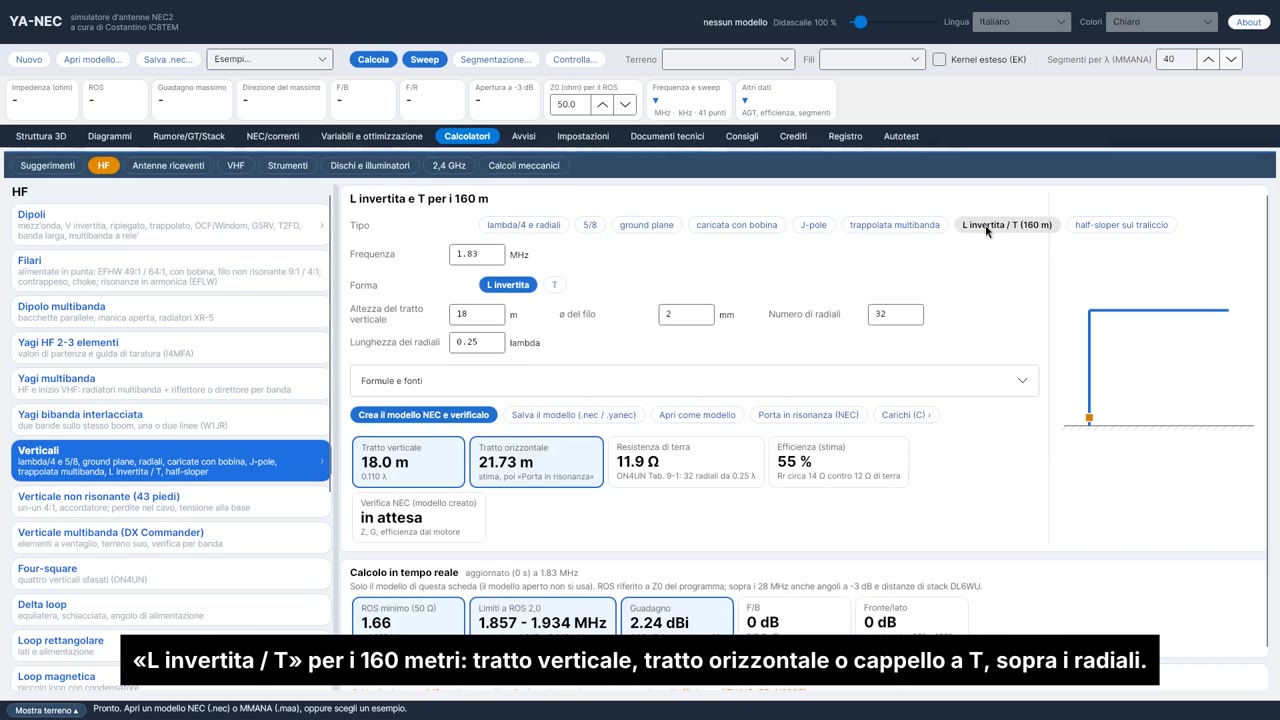 YA-NEC
simulatore d'antenne NEC2
a cura di Costantino IC8TEM
nessun modello
Didascalie 100 %
Lingua
Italiano
Colori
Chiaro
About
Nuovo
Apri modello...
Salva .nec...
Esempi...
Calcola
Sweep
Segmentazione...
Controlla...
Terreno
Fili
Kernel esteso (EK)
Segmenti per λ (MMANA)
40
Impedenza (ohm)
-
ROS
-
Guadagno massimo
-
Direzione del massimo
-
F/B
-
F/R
-
Apertura a -3 dB
-
Z0 (ohm) per il ROS
50.0
Frequenza e sweep
▼
MHz · kHz · 41 punti
Altri dati
▼
AGT, efficienza, segmenti
Struttura 3D
Diagrammi
Rumore/GT/Stack
NEC/correnti
Variabili e ottimizzazione
Calcolatori
Avvisi
Impostazioni
Documenti tecnici
Consigli
Crediti
Registro
Autotest
Suggerimenti
HF
Antenne riceventi
VHF
Strumenti
Dischi e illuminatori
2,4 GHz
Calcoli meccanici
HF
Dipoli
mezz'onda, V invertita, ripiegato, trappolato, OCF/Windom, G5RV, T2FD,
banda larga, multibanda a rele'
Filari
alimentate in punta: EFHW 49:1 / 64:1, con bobina, filo non risonante 9:1 / 4:1;
contrappeso, choke; risonanze in armonica (EFLW)
Dipolo multibanda
bacchette parallele, manica aperta, radiatori XR-5
Yagi HF 2-3 elementi
valori di partenza e guida di taratura (I4MFA)
Yagi multibanda
HF e inizio VHF: radiatori multibanda + riflettore o direttore per banda
Yagi bibanda interlacciata
due bande sullo stesso boom, una o due linee (W1JR)
Verticali
lambda/4 e 5/8, ground plane, radiali, caricate con bobina, J-pole,
trappolata multibanda, L invertita / T, half-sloper
Verticale non risonante (43 piedi)
un-un 4:1, accordatore; perdite nel cavo, tensione alla base
Verticale multibanda (DX Commander)
elementi a ventaglio, terreno suo, verifica per banda
Four-square
quattro verticali sfasati (ON4UN)
Delta loop
equilatera, schiacciata, angolo di alimentazione
Loop rettangolare
lati e alimentazione
Loop magnetica
piccolo loop con condensatore
L invertita e T per i 160 m
Tipo
lambda/4 e radiali
5/8
ground plane
caricata con bobina
J-pole
trappolata multibanda
L invertita / T (160 m)
half-sloper sul traliccio
Frequenza
1.83
MHz
Forma
L invertita
T
Altezza del tratto
verticale
18
m
ø del filo
2
mm
Numero di radiali
32
Lunghezza dei radiali
0.25
lambda
Formule e fonti
Crea il modello NEC e verificalo
Salva il modello (.nec / .yanec)
Apri come modello
Porta in risonanza (NEC)
Carichi (C) ›
Tratto verticale
18.0 m
0.110 λ
Tratto orizzontale
21.73 m
stima, poi «Porta in risonanza»
Resistenza di terra
11.9 Ω
ON4UN Tab. 9-1: 32 radiali da 0.25 λ
Efficienza (stima)
55 %
Rr circa 14 Ω contro 12 Ω di terra
Verifica NEC (modello creato)
in attesa
Z, G, efficienza dal motore
Calcolo in tempo reale
aggiornato (0 s) a 1.83 MHz
Solo il modello di questa scheda (il modello aperto non si usa). ROS riferito a Z0 del programma; sopra i 28 MHz anche angoli a -3 dB e distanze di stack DL6WU.
ROS minimo (50 Ω)
1.66
Limiti a ROS 2,0
1.857 - 1.934 MHz
Guadagno
2.24 dBi
F/B
0 dB
Fronte/lato
0 dB
«L invertita / T» per i 160 metri: tratto verticale, tratto orizzontale o cappello a T, sopra i radiali.
Mostra terreno ▴
Pronto. Apri un modello NEC (.nec) o MMANA (.maa), oppure scegli un esempio.